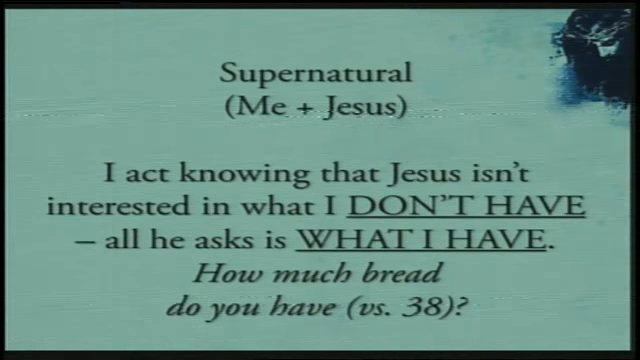 Supernatural
(Me + Jesus)
I act knowing that Jesus isn't
interested in what I DON'T HAVE
– all he asks is WHAT I HAVE.
How much bread
do you have (vs. 38)?